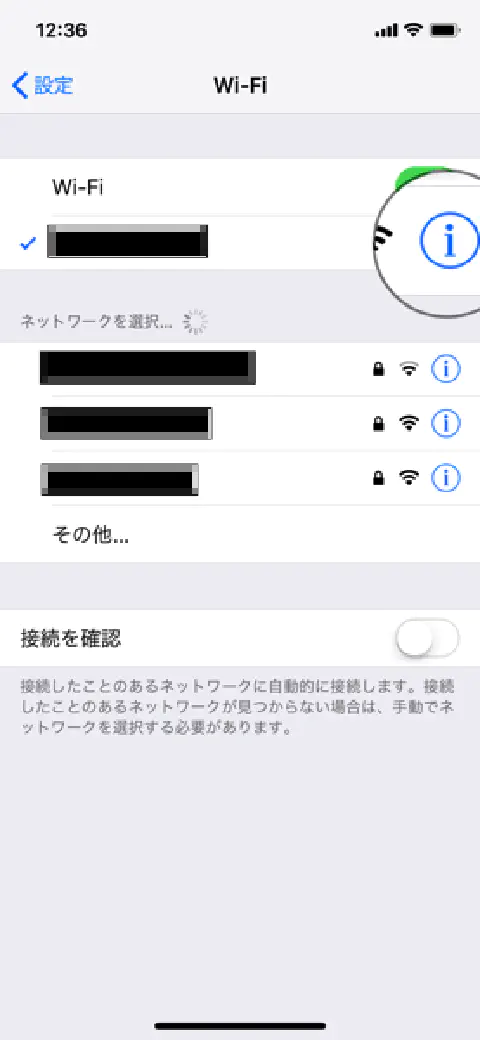 12:36
設定
Wi-Fi
Wi-Fi
ネットワークを選択...
その他...
接続を確認
接続したことのあるネットワークに自動的に接続します。接続
したことのあるネットワークが見つからない場合は、手動でネ
ットワークを選択する必要があります。